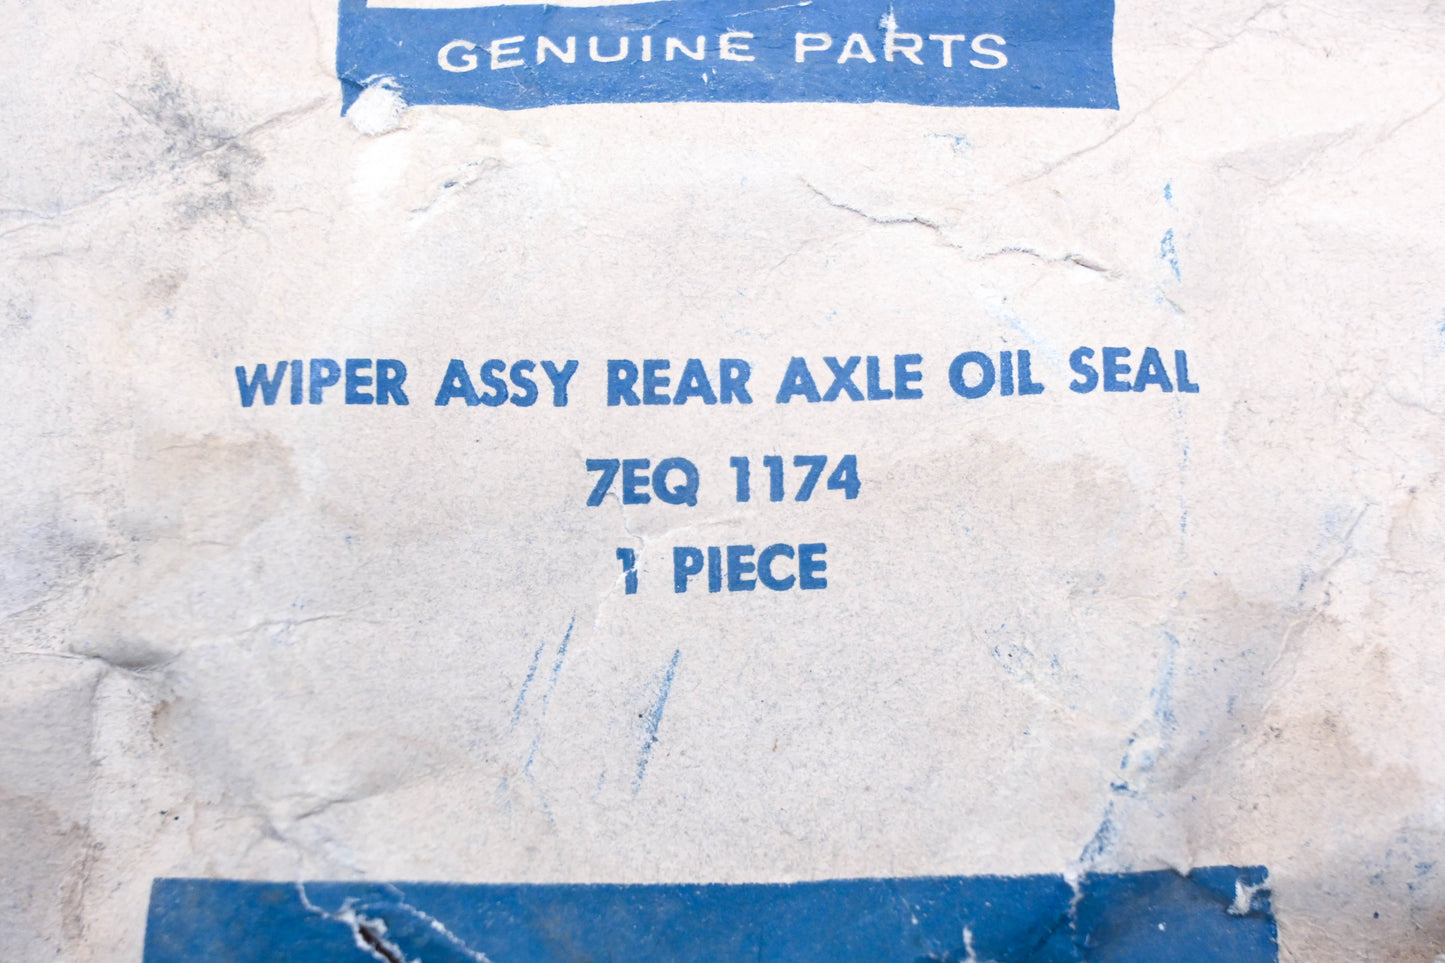 GENUINE PARTS
WIPER ASSY REAR AXLE OIL SEAL
7EQ 1174
1 PIECE